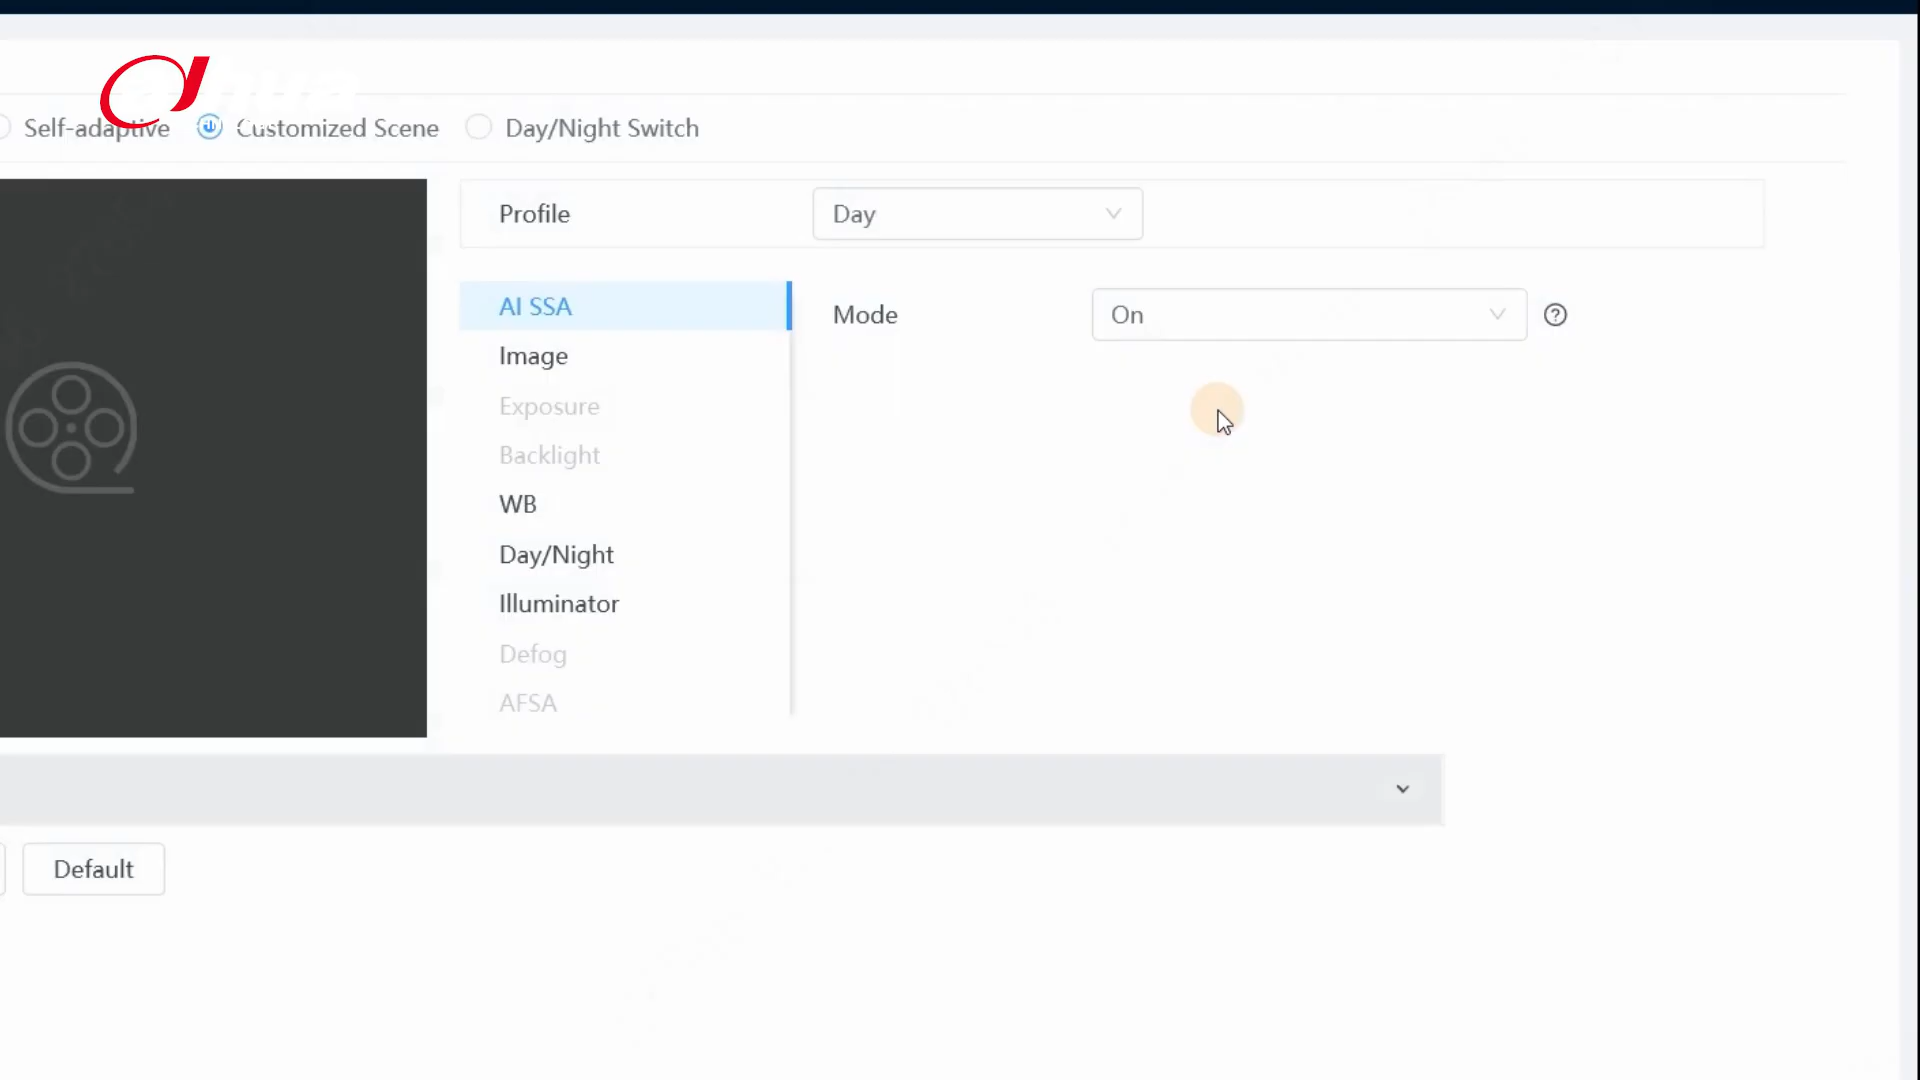 alhua
Self-adaptive Customized Scene Day/Night Switch
Profile Day
AI SSA
Mode On
Image
Exposure
Backlight
WB
Day/Night
Illuminator
Defog
AFSA
Default